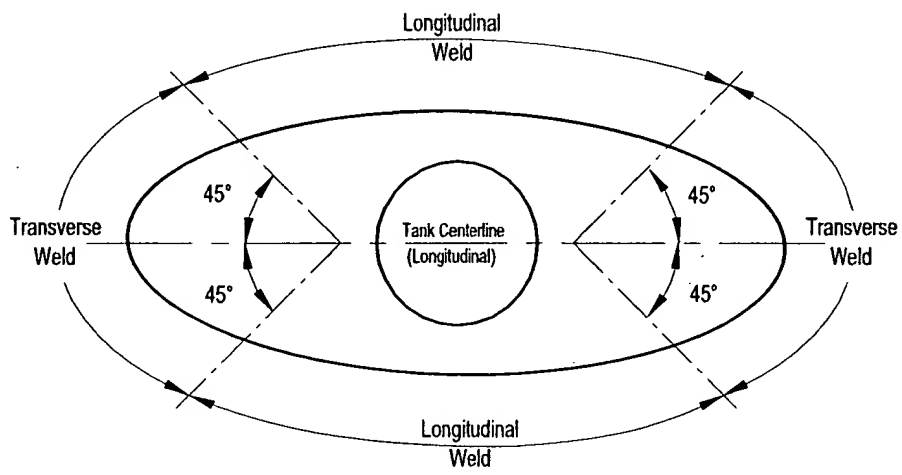 Longitudinal
Weld
45°
45°
Transverse
Weld
Tank Centerline
(Longitudinal)
Transverse
Weld
45°
45°
Longitudinal
Weld